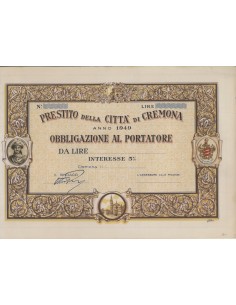 N° LIRE
PRESTITO DELLA CITTÀ DI CREMONA
ANNO 1949
OBBLIGAZIONE AL PORTATORE
DA LIRE
INTERESSE 5%